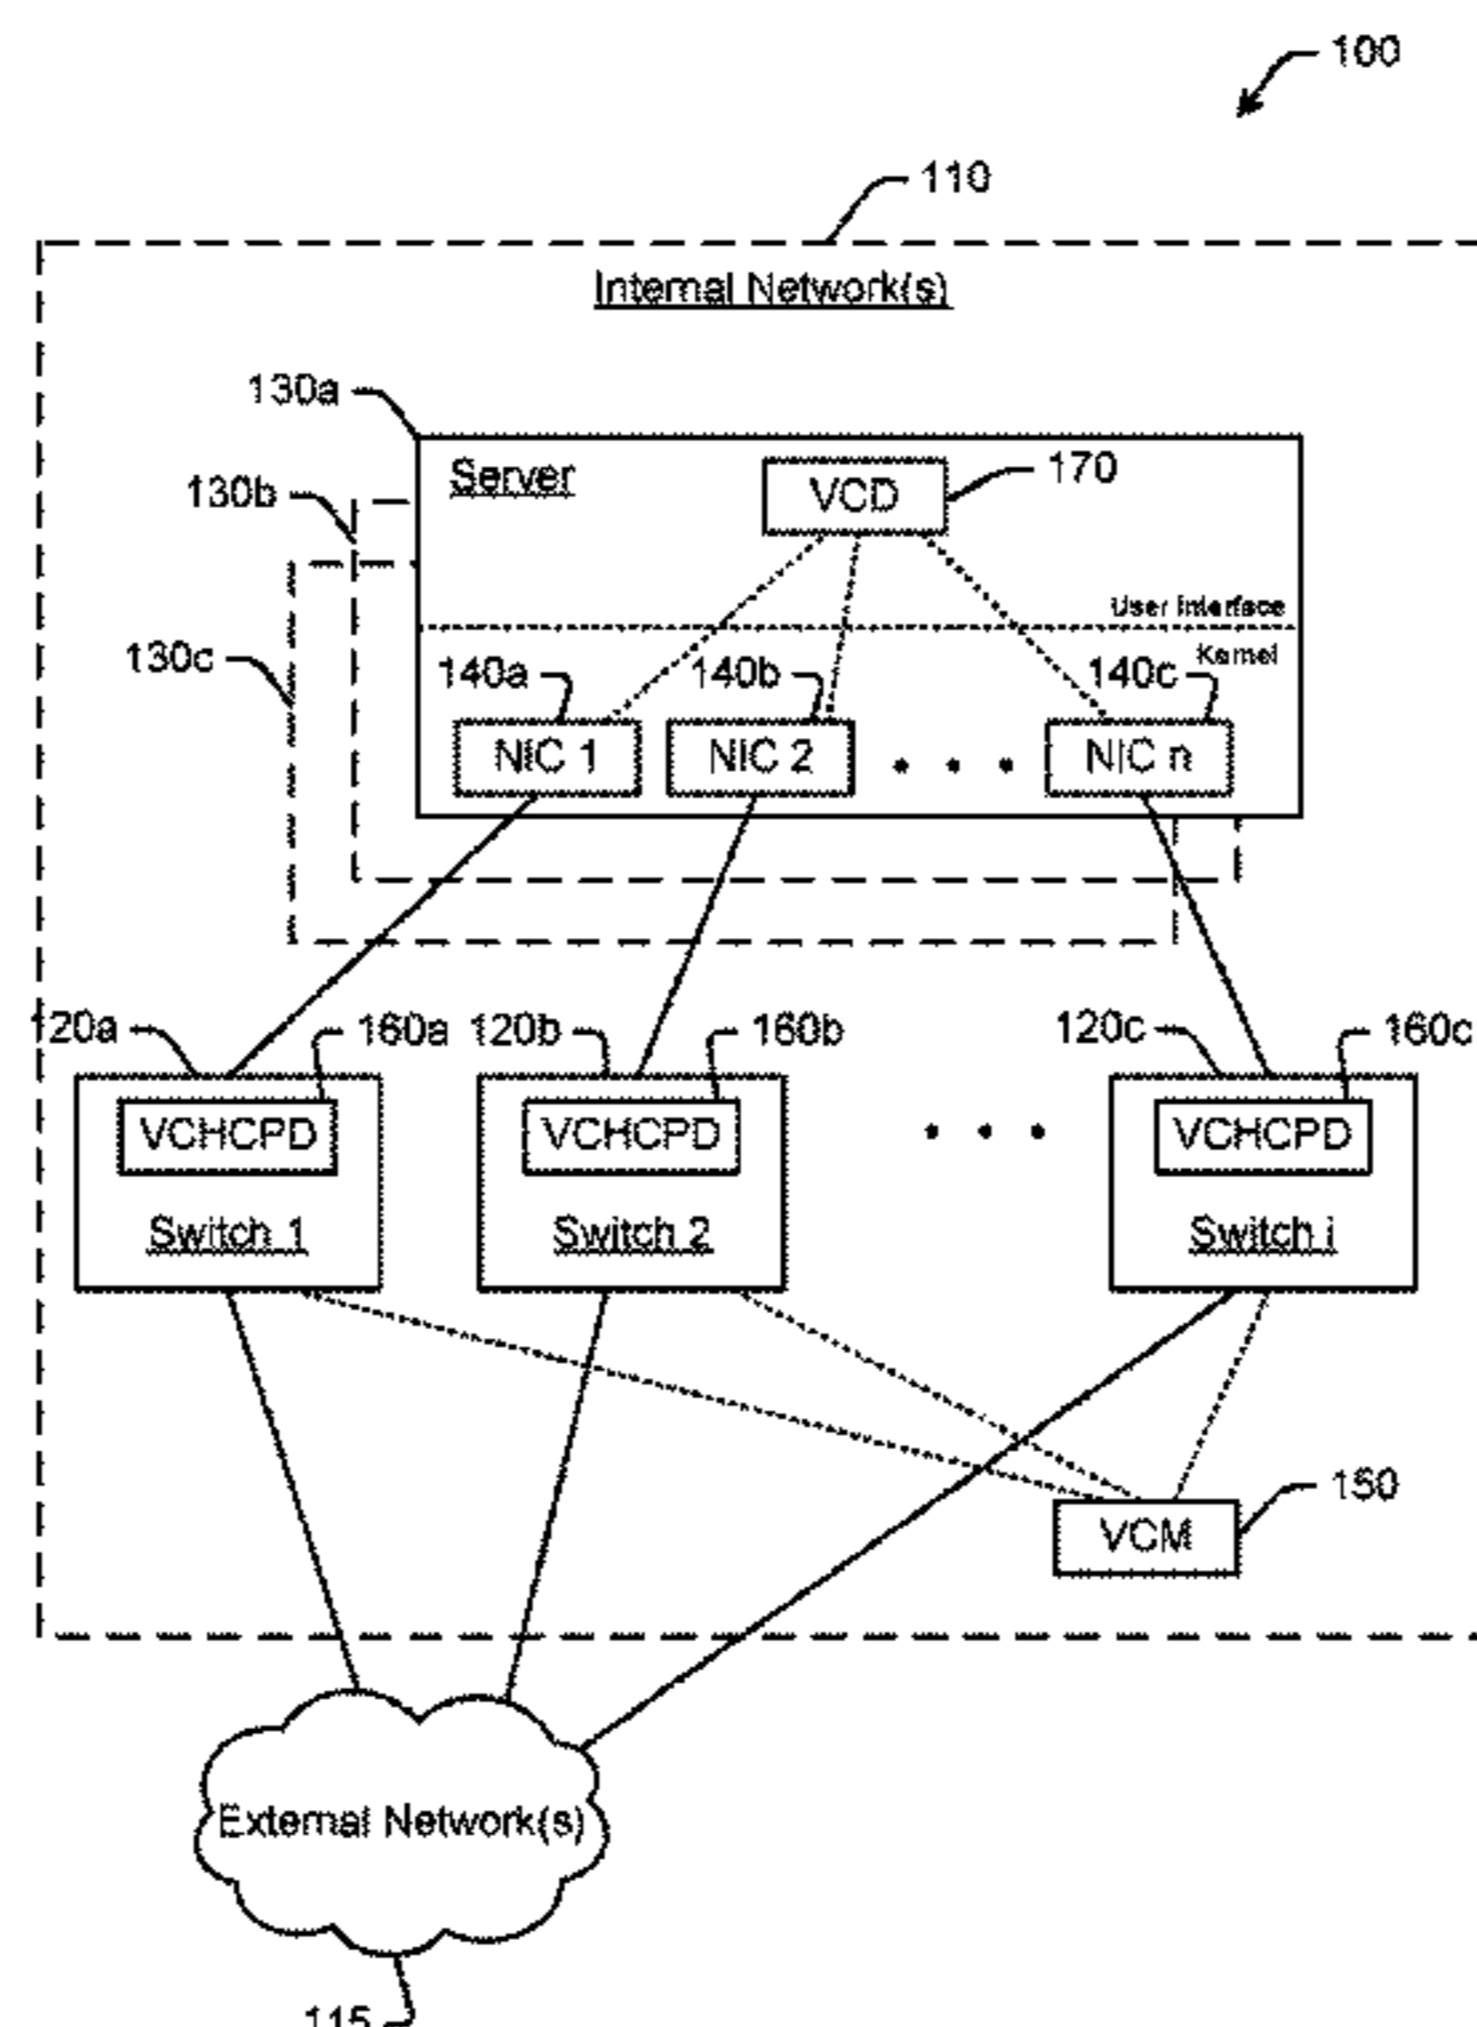 100
110
Internal Network(s)
130a
Server
VCD
170
130b
User Interface
130c
Kernel
140a
140b
140c
NIC 1
NIC 2
NIC n
120a
160a
120b
160b
120c
160c
VCHCPD
VCHCPD
VCHCPD
Switch 1
Switch 2
Switch i
150
VCM
External Network(s)
115